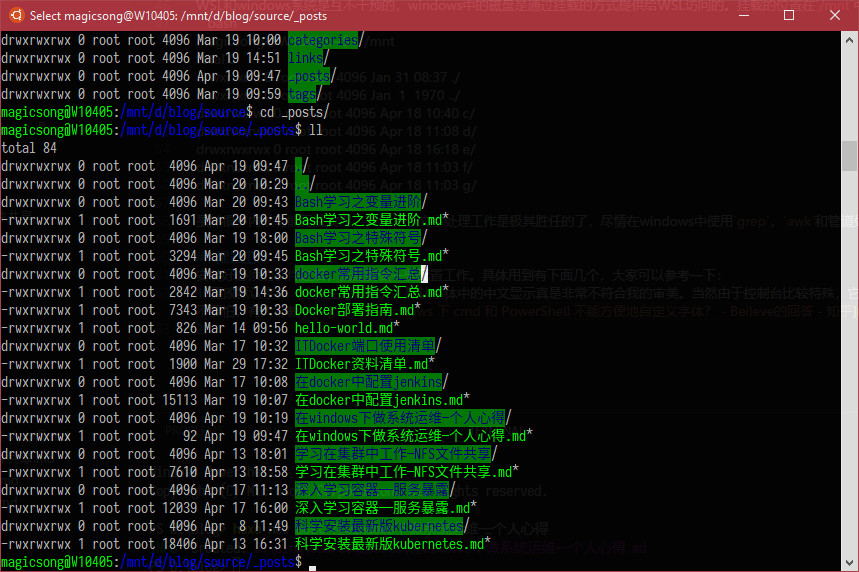 Select magicsong@W10405: /mnt/d/blog/source/_posts
drwxrwxrwx 0 root root 4096 Mar 19 10:00 categories/
drwxrwxrwx 0 root root 4096 Mar 19 14:51 links/
drwxrwxrwx 0 root root 4096 Apr 19 09:47 _posts/
drwxrwxrwx 0 root root 4096 Mar 19 09:59 tags/
magicsong@W10405:/mnt/d/blog/source$ cd _posts/
magicsong@W10405:/mnt/d/blog/source/_posts$ ll
total 84
drwxrwxrwx 0 root root 4096 Apr 19 09:47 ./
drwxrwxrwx 0 root root 4096 Mar 20 10:29 ../
drwxrwxrwx 0 root root 4096 Mar 20 09:43 Bash学习之变量进阶/
-rwxrwxrwx 1 root root 1691 Mar 20 10:45 Bash学习之变量进阶.md*
drwxrwxrwx 0 root root 4096 Mar 19 18:00 Bash学习之特殊符号/
-rwxrwxrwx 1 root root 3294 Mar 20 09:45 Bash学习之特殊符号.md*
drwxrwxrwx 0 root root 4096 Mar 19 10:33 docker常用指令汇总/
-rwxrwxrwx 1 root root 2842 Mar 19 14:36 docker常用指令汇总.md*
-rwxrwxrwx 1 root root 7343 Mar 19 10:33 Docker部署指南.md*
-rwxrwxrwx 1 root root 826 Mar 14 09:56 hello-world.md*
drwxrwxrwx 0 root root 4096 Mar 17 10:32 ITDocker端口使用清单/
-rwxrwxrwx 1 root root 1900 Mar 29 17:32 ITDocker资料清单.md*
drwxrwxrwx 0 root root 4096 Mar 17 10:08 在docker中配置jenkins/
-rwxrwxrwx 1 root root 15113 Mar 19 10:07 在docker中配置jenkins.md*
drwxrwxrwx 0 root root 4096 Apr 19 10:19 在windows下做系统运维-个人心得/
-rwxrwxrwx 1 root root 92 Apr 19 09:47 在windows下做系统运维-个人心得.md*
drwxrwxrwx 0 root root 4096 Apr 13 18:01 学习在集群中工作-NFS文件共享/
-rwxrwxrwx 1 root root 7610 Apr 13 18:58 学习在集群中工作-NFS文件共享.md*
drwxrwxrwx 0 root root 4096 Apr 17 11:13 深入学习容器—服务暴露/
-rwxrwxrwx 1 root root 12039 Apr 17 16:00 深入学习容器—服务暴露.md*
drwxrwxrwx 0 root root 4096 Apr 8 11:49 科学安装最新版kubernetes/
-rwxrwxrwx 1 root root 18406 Apr 13 16:31 科学安装最新版kubernetes.md*
magicsong@W10405:/mnt/d/blog/source/_posts$